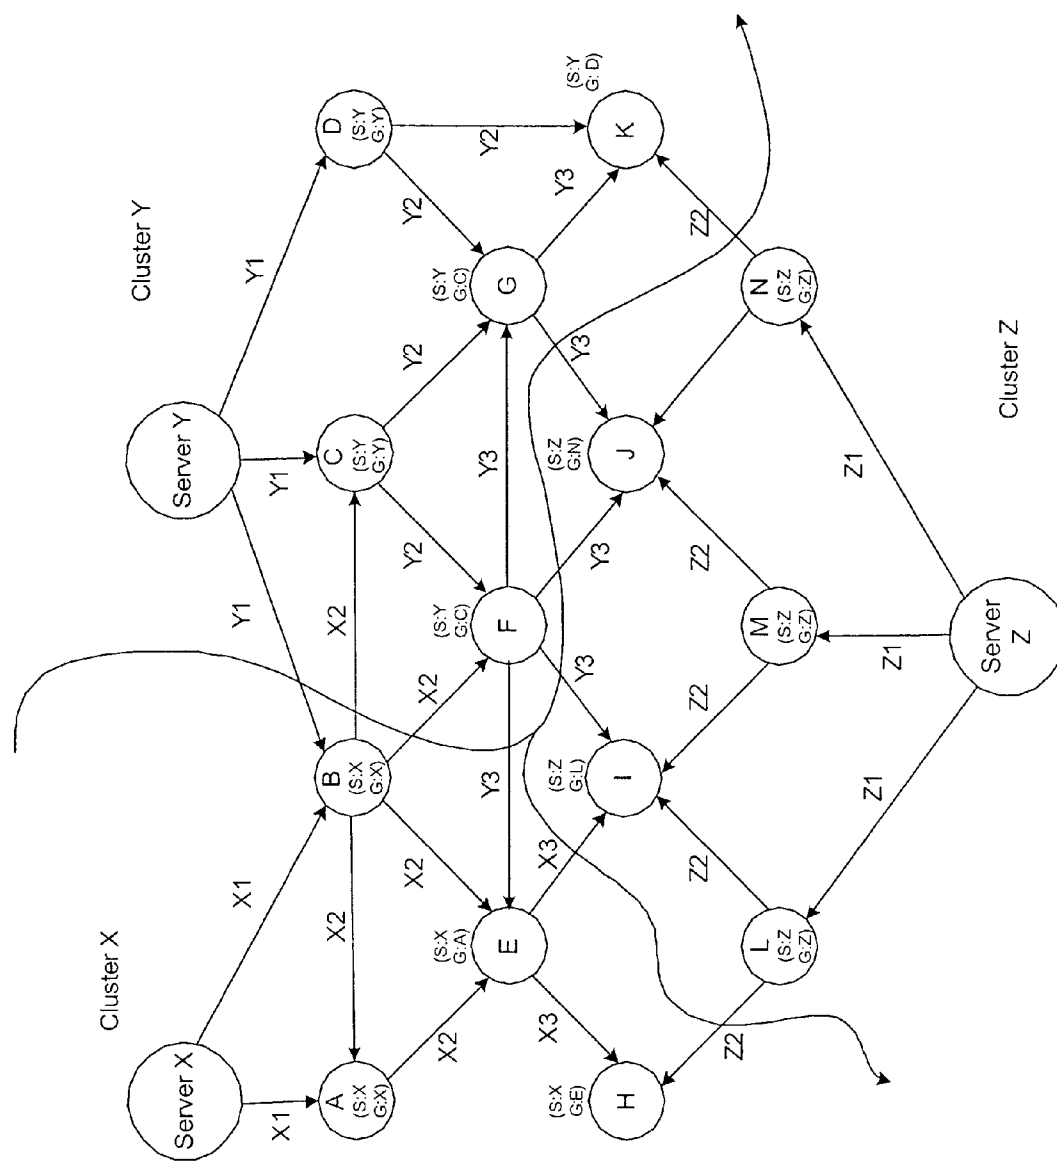 Cluster X
Cluster Y
Server X
Server Y
X1
X1
Y1
Y1
Y1
A
(S:X
G:X)
X2
B
(S:X
G:X)
X2
C
(S:Y
G:Y)
D
(S:Y
G:Y)
X2
X2
X2
Y2
Y2
Y2
Y2
(S:X
G:A)
E
Y3
(S:Y
G:C)
F
Y3
(S:Y
G:C)
G
X3
X3
Y3
Y3
Y3
Y3
(S:X
G:E)
H
(S:Z
G:L)
I
(S:Z
G:N)
J
(S:Y
G: D)
K
Z2
Z2
Z2
Z2
Z2
L
(S:Z
G:Z)
M
(S:Z
G:Z)
N
(S:Z
G:Z)
Z1
Z1
Z1
Server
Z
Cluster Z